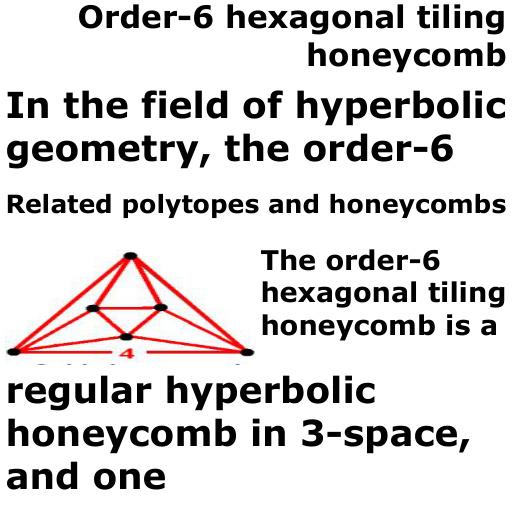 Order-6 hexagonal tiling
honeycomb
In the field of hyperbolic
geometry, the order-6
Related polytopes and honeycombs
The order-6
hexagonal tiling
honeycomb is a
4
regular hyperbolic
honeycomb in 3-space,
and one